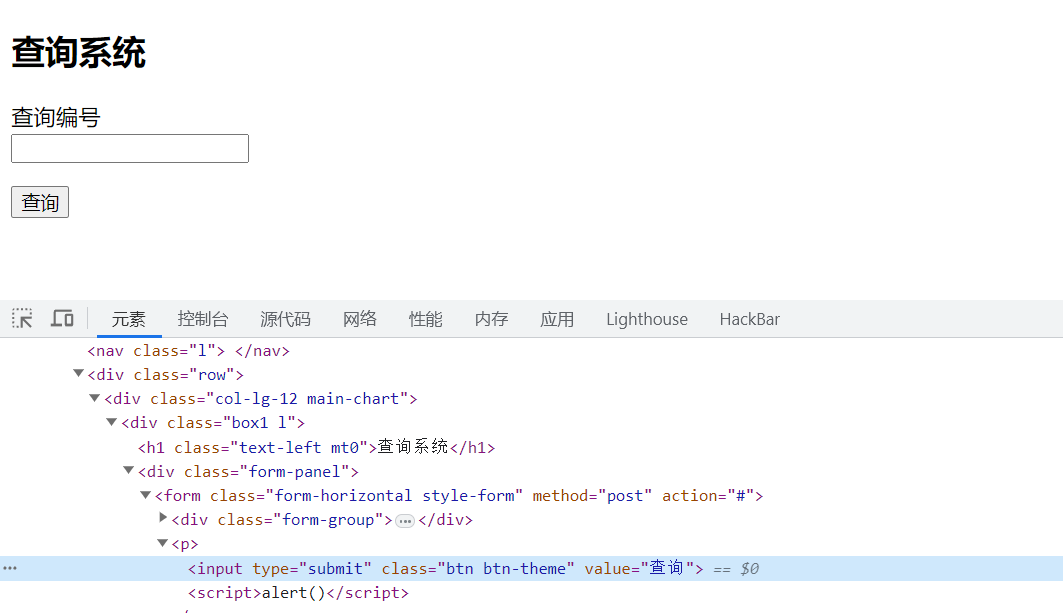 查询系统
查询编号
查询
元素 控制台 源代码 网络 性能 内存 应用 Lighthouse HackBar
<nav class="l"> </nav>
<div class="row">
<div class="col-lg-12 main-chart">
<div class="box1 l">
<h1 class="text-left mt0">查询系统</h1>
<div class="form-panel">
<form class="form-horizontal style-form" method="post" action="#">
<div class="form-group"> … </div>
<p>
<input type="submit" class="btn btn-theme" value="查询"> == $0
<script>alert()</script>